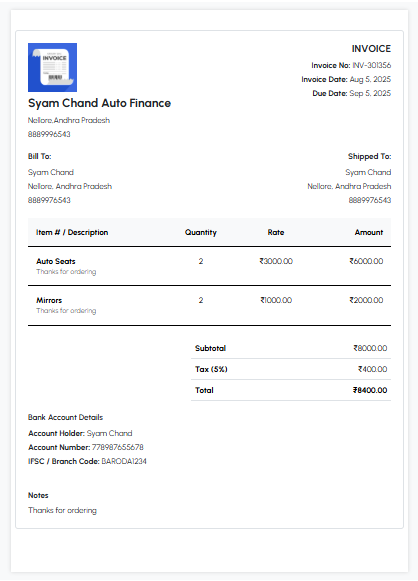 INVOICE
INVOICE
Invoice No: INV-301356
Invoice Date: Aug 5, 2025
Due Date: Sep 5, 2025
Syam Chand Auto Finance
Nellore,Andhra Pradesh
8889996543
Bill To: Shipped To:
Syam Chand Syam Chand
Nellore, Andhra Pradesh Nellore, Andhra Pradesh
8889976543 8889976543
Item # / Description Quantity Rate Amount
Auto Seats 2 ₹3000.00 ₹6000.00
Thanks for ordering
Mirrors 2 ₹1000.00 ₹2000.00
Thanks for ordering
Subtotal ₹8000.00
Tax (5%) ₹400.00
Total ₹8400.00
Bank Account Details
Account Holder: Syam Chand
Account Number: 778987655678
IFSC / Branch Code: BARODA1234
Notes
Thanks for ordering